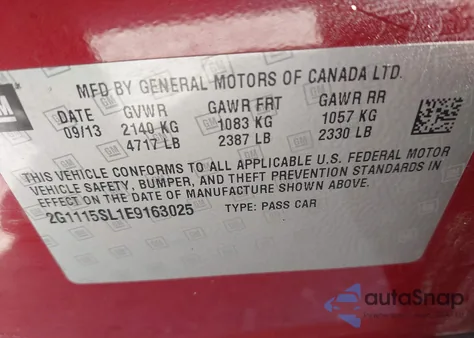 GM
MFD BY GENERAL MOTORS OF CANADA LTD.
DATE GVWR GAWR FRT GAWR RR
09/13 2140 KG 1083 KG 1057 KG
4717 LB 2387 LB 2330 LB
THIS VEHICLE CONFORMS TO ALL APPLICABLE U.S. FEDERAL MOTOR
VEHICLE SAFETY, BUMPER, AND THEFT PREVENTION STANDARDS IN
EFFECT ON THE DATE OF MANUFACTURE SHOWN ABOVE.
2G1115SL1E9163025 TYPE: PASS CAR
autoSnap